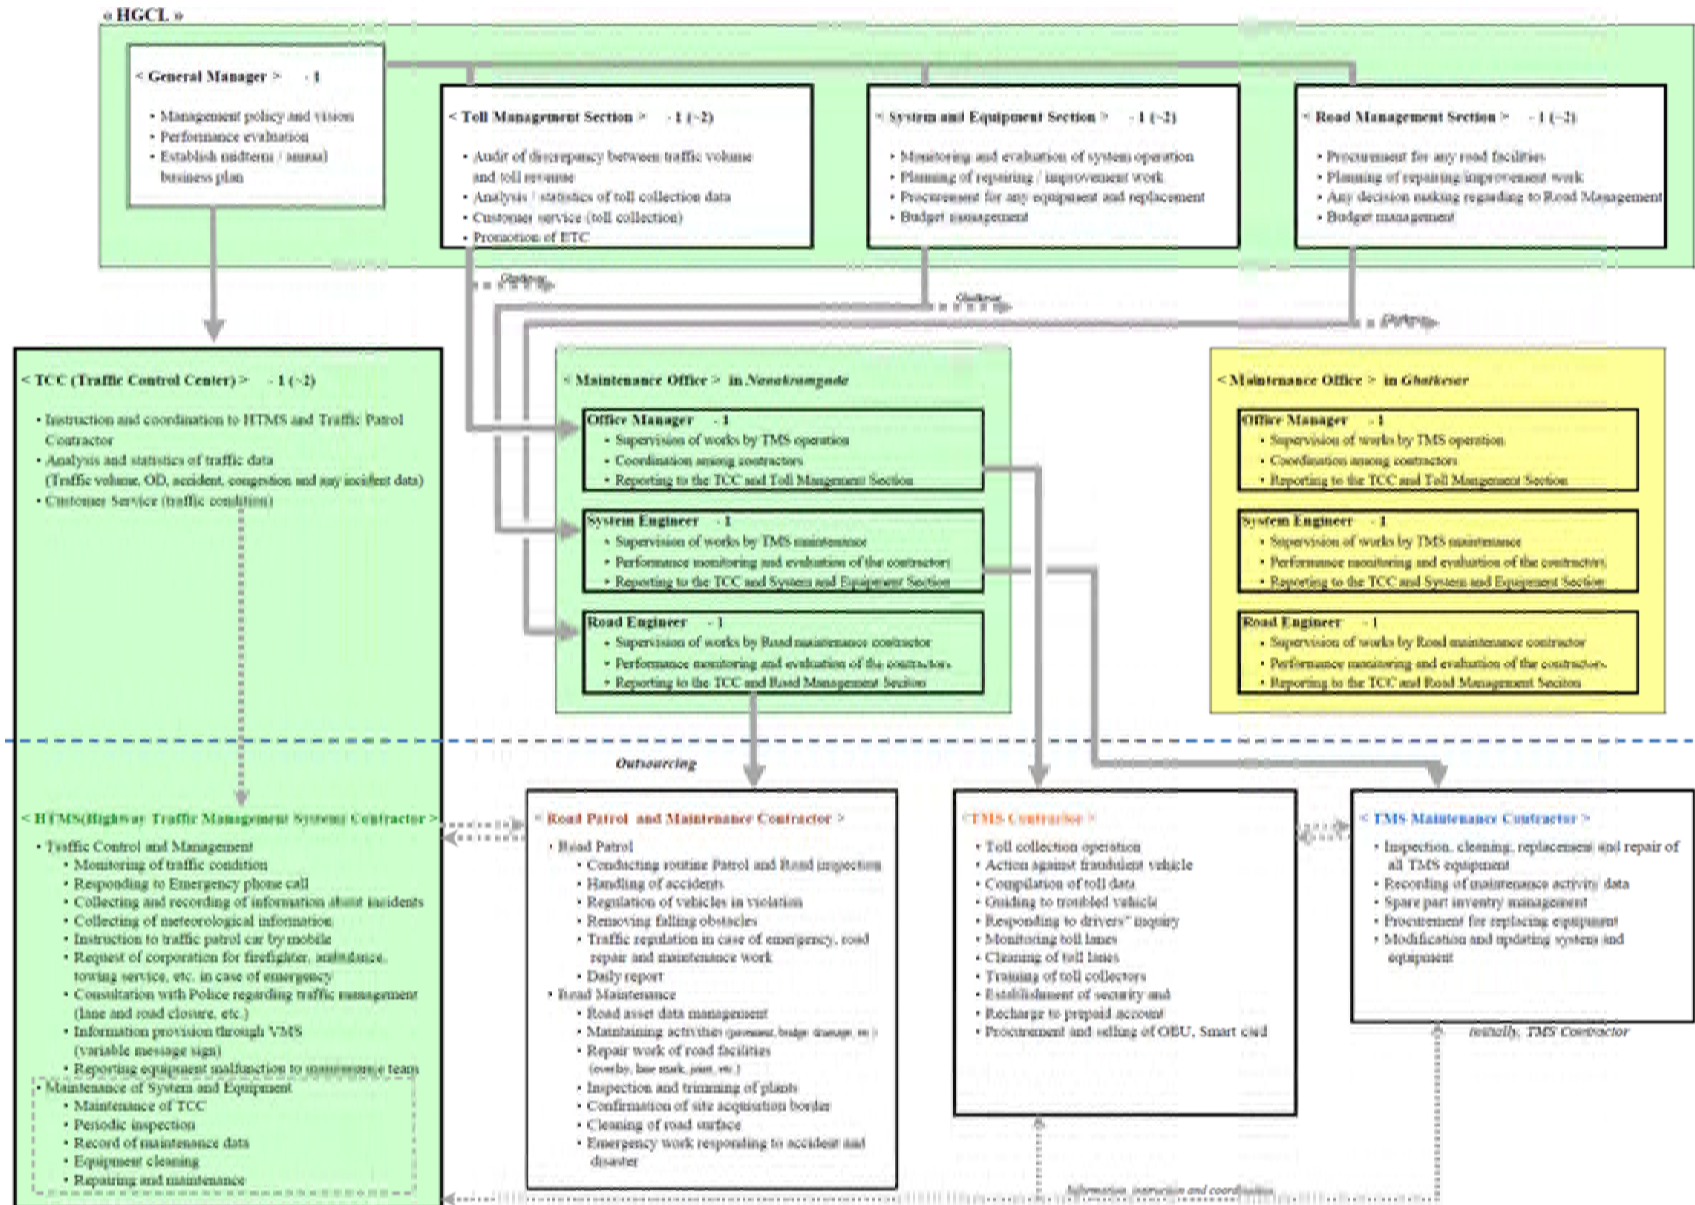 « HGCL »
< General Manager > - 1
• Management policy and vision
• Performance evaluation
• Establish midterm / annual
business plan
< Toll Management Section > - 1 (~2)
• Audit of discrepancy between traffic volume
and toll revenue
• Analysis / statistics of toll collection data
• Customer service (toll collection)
• Promotion of ETC
< System and Equipment Section > - 1 (~2)
• Monitoring and evaluation of system operation
• Planning of repairing / improvement work
• Procurement for any equipment and replacement
• Budget management
< Road Management Section > - 1 (~2)
• Procurement for any road facilities
• Planning of repairing/improvement work
• Any decision making regarding to Road Management
• Budget management
Ghatkesar
Ghatkesar
Ghatkesar
< TCC (Traffic Control Center) > - 1 (~2)
• Instruction and coordination to HTMS and Traffic Patrol
Contractor
• Analysis and statistics of traffic data
(Traffic volume, OD, accident, congestion and any incident data)
• Customer Service (traffic condition)
< Maintenance Office > in Nanakramguda
Office Manager - 1
• Supervision of works by TMS operation
• Coordination among contractors
• Reporting to the TCC and Toll Mangement Section
System Engineer - 1
• Supervision of works by TMS maintenance
• Performance monitoring and evaluation of the contractors
• Reporting to the TCC and System and Equipment Section
Road Engineer - 1
• Supervision of works by Road maintenance contractor
• Performance monitoring and evaluation of the contractors
• Reporting to the TCC and Road Management Seciton
< Maintenance Office > in Ghatkesar
Office Manager - 1
• Supervision of works by TMS operation
• Coordination among contractors
• Reporting to the TCC and Toll Mangement Section
System Engineer - 1
• Supervision of works by TMS maintenance
• Performance monitoring and evaluation of the contractors
• Reporting to the TCC and System and Equipment Section
Road Engineer - 1
• Supervision of works by Road maintenance contractor
• Performance monitoring and evaluation of the contractors
• Reporting to the TCC and Road Management Seciton
Outsourcing
< HTMS(Highway Traffic Management System) Contractor >
• Traffic Control and Management
• Monitoring of traffic condition
• Responding to Emergency phone call
• Collecting and recording of information about incidents
• Collecting of meteorological information
• Instruction to traffic patrol car by mobile
• Request of corporation for firefighter, ambulance,
towing service, etc. in case of emergency
• Consultation with Police regarding traffic management
(lane and road closure, etc.)
• Information provision through VMS
(variable message sign)
• Reporting equipment malfunction to maintenance team
• Maintenance of System and Equipment
• Maintenance of TCC
• Periodic inspection
• Record of maintenance data
• Equipment cleaning
• Repairing and maintenance
< Road Patrol and Maintenance Contractor >
• Road Patrol
• Conducting routine Patrol and Road inspection
• Handling of accidents
• Regulation of vehicles in violation
• Removing falling obstacles
• Traffic regulation in case of emergency, road
repair and maintenance work
• Daily report
• Road Maintenance
• Road asset data management
• Maintaining activities (pavement, bridge, drainage, etc.)
• Repair work of road facilities
(overlay, lane mark, joint, etc.)
• Inspection and trimming of plants
• Confirmation of site acquisition border
• Cleaning of road surface
• Emergency work responding to accident and
disaster
<TMS Contractor >
• Toll collection operation
• Action against fraudulent vehicle
• Compilation of toll data
• Guiding to troubled vehicle
• Responding to drivers" inquiry
• Monitoring toll lanes
• Cleaning of toll lanes
• Training of toll collectors
• Establishment of security and
• Recharge to prepaid account
• Procurement and selling of OBU, Smart card
< TMS Maintenance Contractor >
• Inspection, cleaning, replacement and repair of
all TMS equipment
• Recording of maintenance activity data
• Spare part inventry management
• Procurement for replacing equipment
• Modification and updating system and
equipment
Initially, TMS Contractor
Information, instruction and coordination